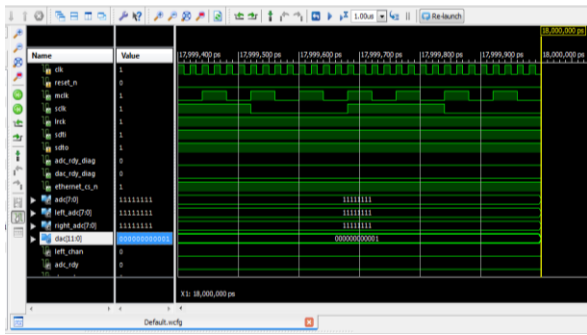 1.00us Re-launch
18,000,000 ps
Name Value 17,999,400 ps 17,999,500 ps 17,999,600 ps 17,999,700 ps 17,999,800 ps 17,999,900 ps 18,000,000 ps
clk 1
reset_n 1
mclk 1
sclk 1
lrck 1
sdti 1
sdto 1
adc_rdy_diag 0
dac_rdy_diag 0
ethernet_cs_n 1
adc[7:0] 11111111 11111111
left_adc[7:0] 11111111 11111111
right_adc[7:0] 11111111 11111111
dac[11:0] 000000000001 000000000001
left_chan 0
adc_rdy 0
X1: 18,000,000 ps
Default.wcfg